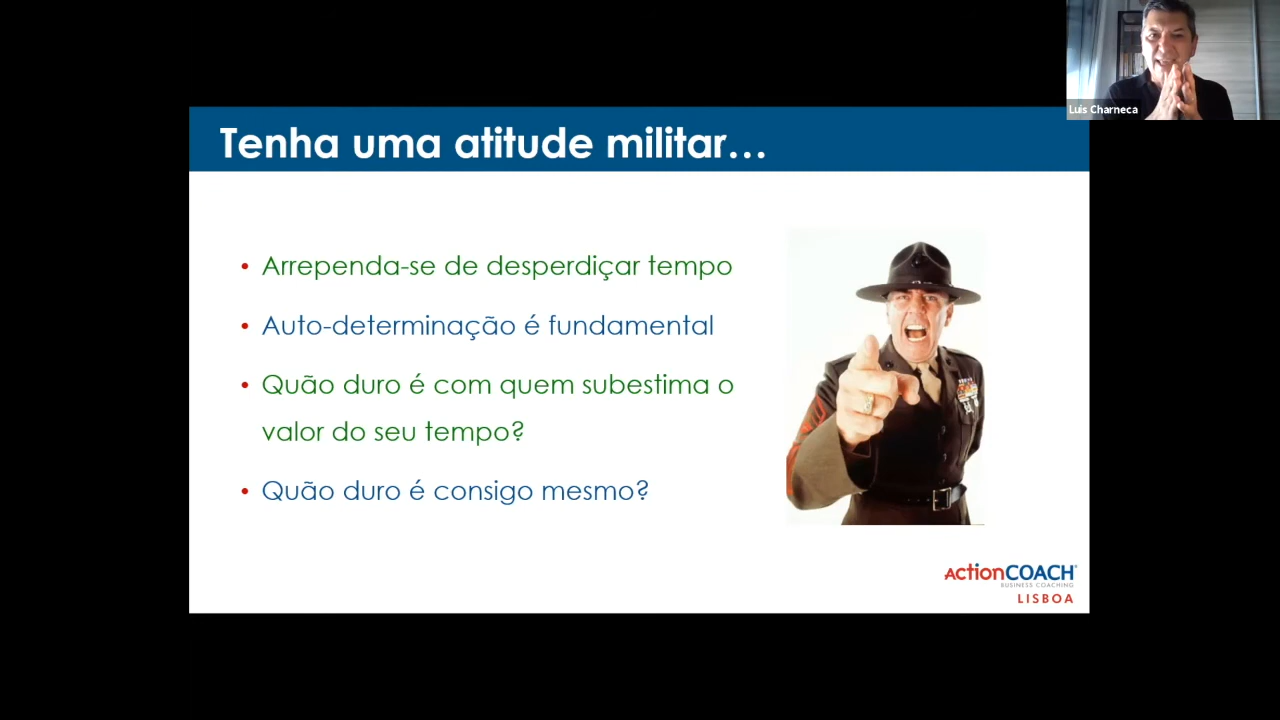 Luis Charneca
Tenha uma atitude militar...
• Arrependa-se de desperdiçar tempo
• Auto-determinação é fundamental
• Quão duro é com quem subestima o
valor do seu tempo?
• Quão duro é consigo mesmo?
ActionCOACH
BUSINESS COACHING
LISBOA